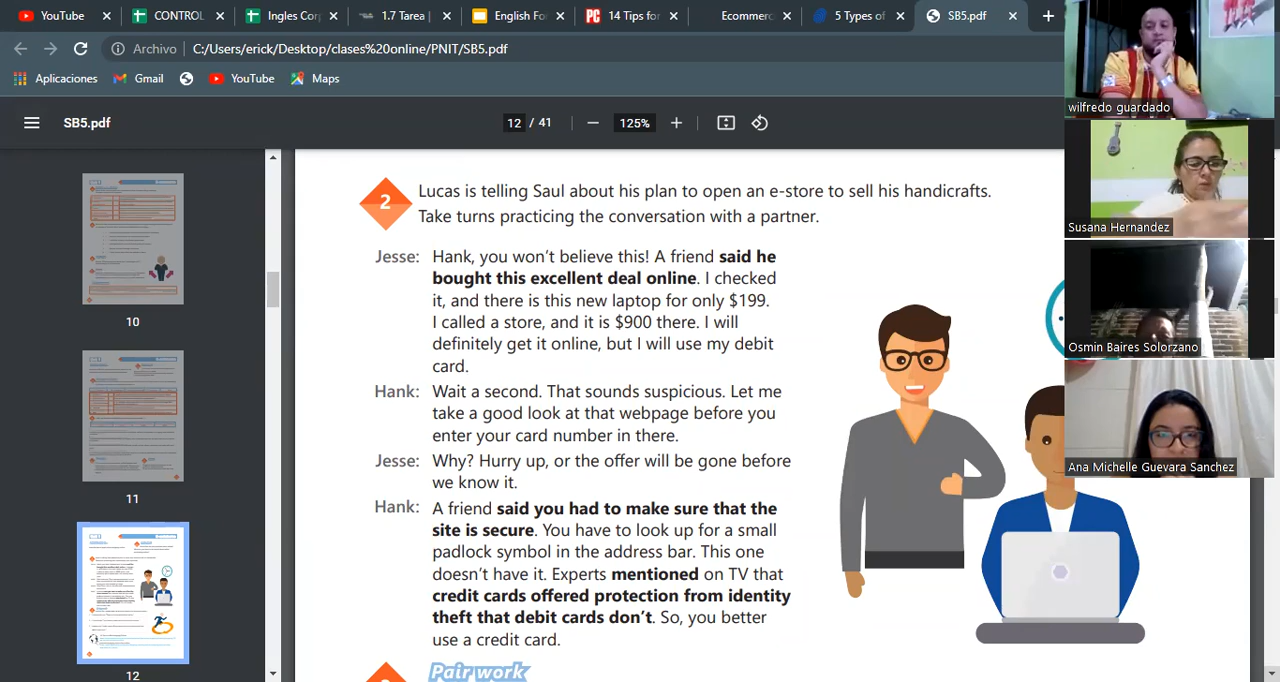 YouTube
CONTROL
Ingles Cor
1.7 Tarea |
English Fo
14 Tips for
Ecommerc
5 Types of
SB5.pdf
Archivo
C:/Users/erick/Desktop/clases%20online/PNIT/SB5.pdf
Aplicaciones
Gmail
YouTube
Maps
SB5.pdf
12 / 41
125%
10
11
12
2
Lucas is telling Saul about his plan to open an e-store to sell his handicrafts.
Take turns practicing the conversation with a partner.
Jesse: Hank, you won't believe this! A friend said he
bought this excellent deal online. I checked
it, and there is this new laptop for only $199.
I called a store, and it is $900 there. I will
definitely get it online, but I will use my debit
card.
Hank: Wait a second. That sounds suspicious. Let me
take a good look at that webpage before you
enter your card number in there.
Jesse: Why? Hurry up, or the offer will be gone before
we know it.
Hank: A friend said you had to make sure that the
site is secure. You have to look up for a small
padlock symbol in the address bar. This one
doesn't have it. Experts mentioned on TV that
credit cards offered protection from identity
theft that debit cards don't. So, you better
use a credit card.
Pair work
wilfredo guardado
Susana Hernandez
Osmin Baires Solorzano
Ana Michelle Guevara Sanchez